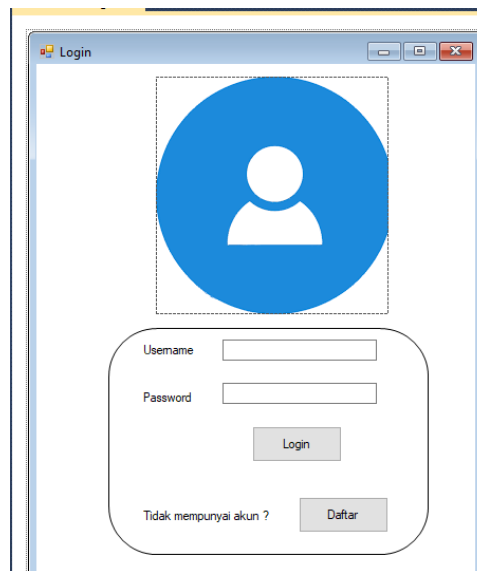 Login
Username
Password
Login
Tidak mempunyai akun ?
Daftar